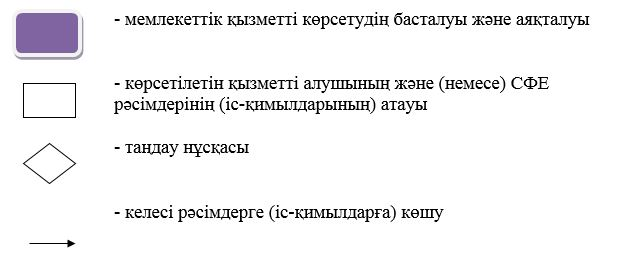 - мемлекеттік қызметті көрсетудің басталуы және аяқталуы
- көрсетілетін қызметті алушының және (немесе) СФЕ
рәсімдерінің (іс-қимылдарының) атауы
- таңдау нұсқасы
- келесі рәсімдерге (іс-қимылдарға) көшу